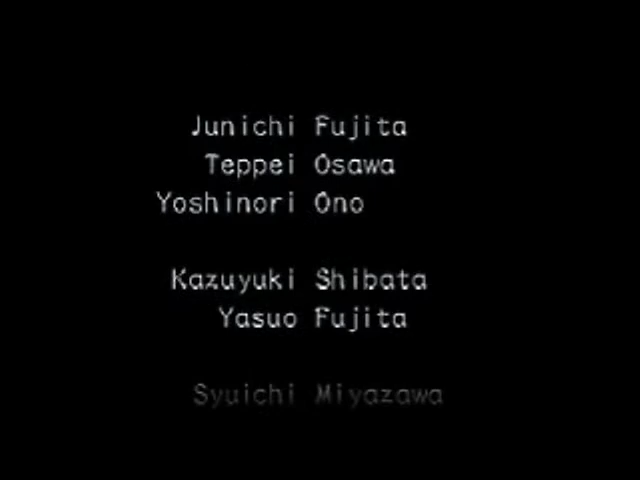 Junichi Fujita
Teppei Osawa
Yoshinori Ono
Kazuyuki Shibata
Yasuo Fujita
Syuichi Miyazawa